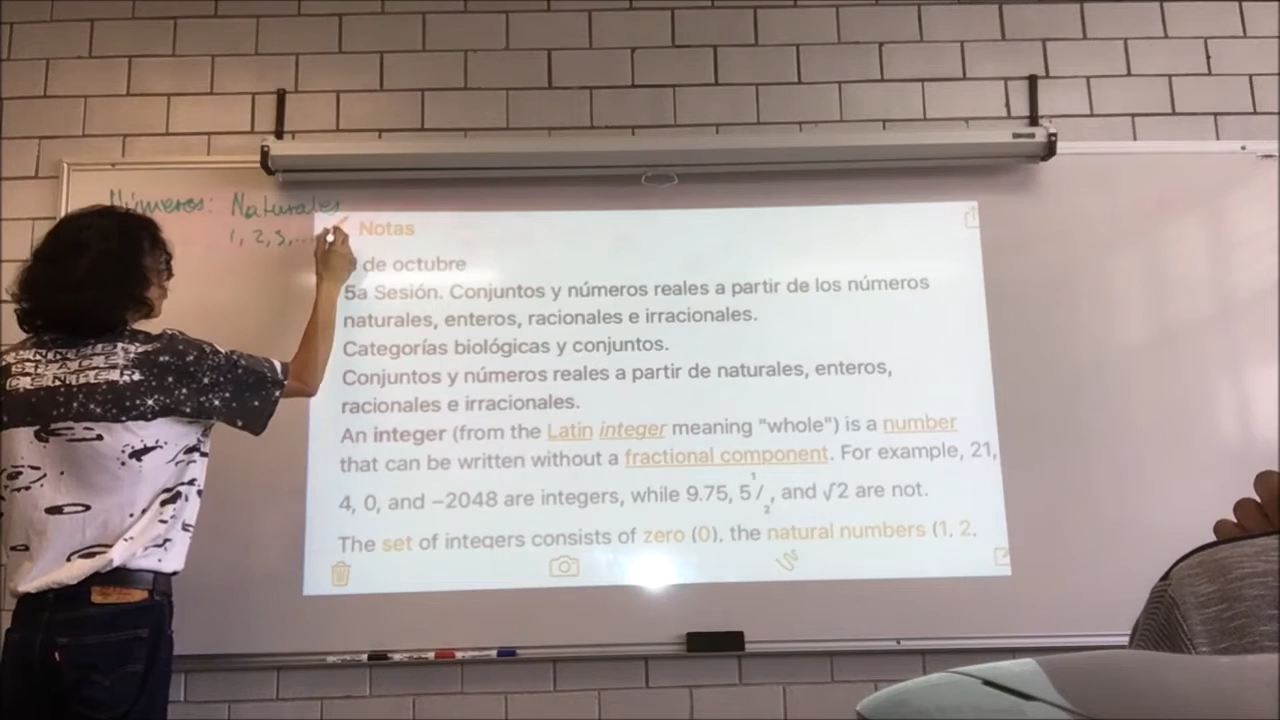 Números: Naturales
1, 2, 3, ...
Notas
de octubre
5a Sesión. Conjuntos y números reales a partir de los números
naturales, enteros, racionales e irracionales.
Categorías biológicas y conjuntos.
Conjuntos y números reales a partir de naturales, enteros,
racionales e irracionales.
An integer (from the Latin integer meaning "whole") is a number
that can be written without a fractional component. For example, 21,
4, 0, and −2048 are integers, while 9.75, 5 1/2, and √2 are not.
The set of integers consists of zero (0), the natural numbers (1, 2,
SPACE
CENTER